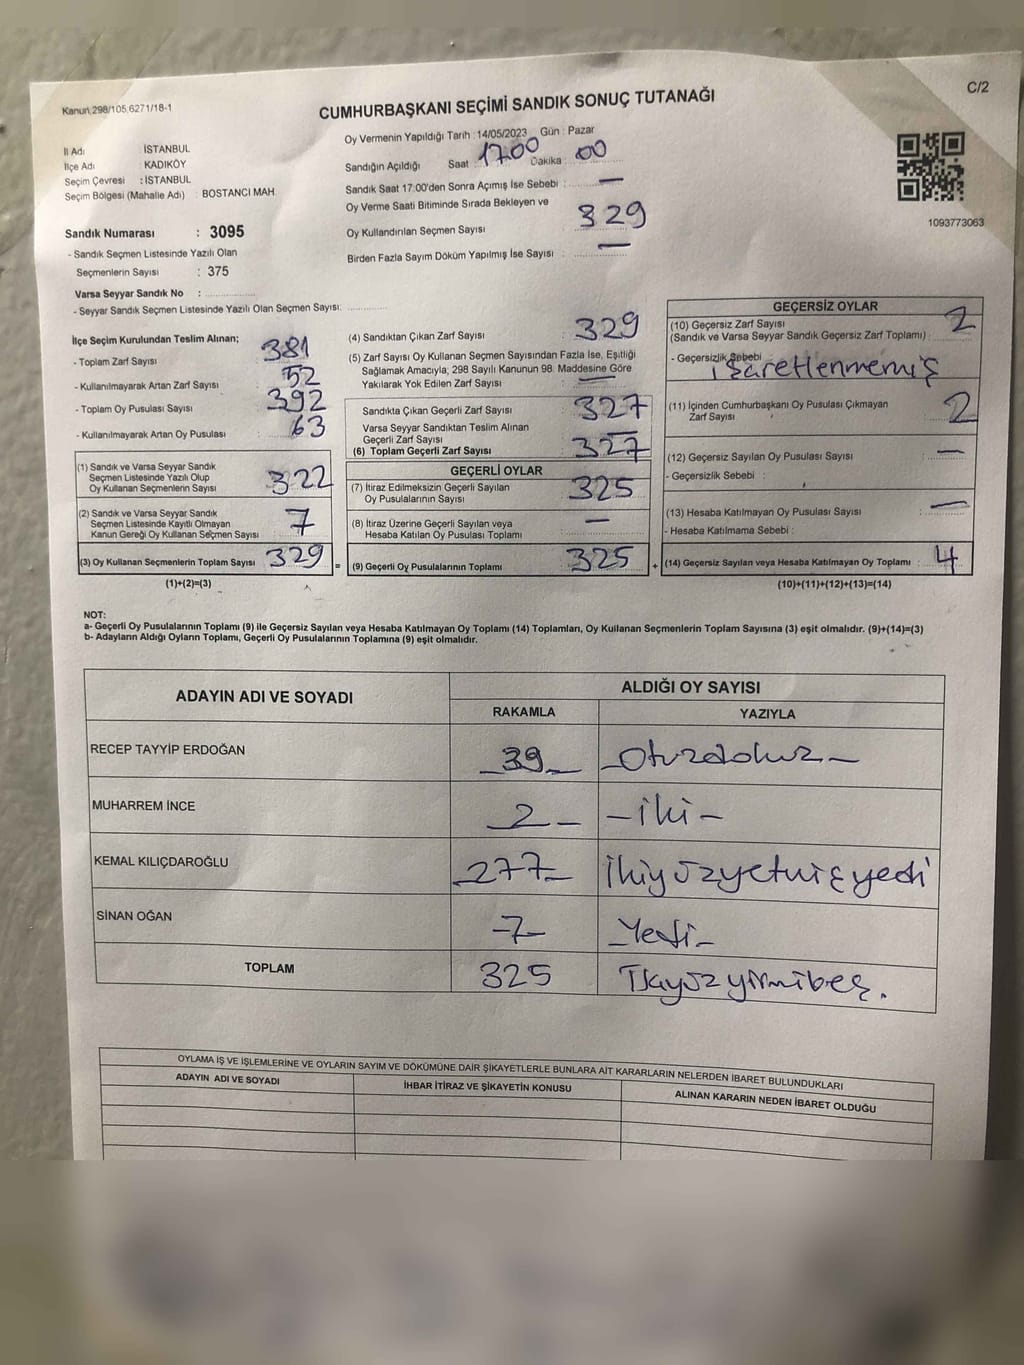 Kanun 298/105,6271/18-1
C/2
CUMHURBAŞKANI SEÇİMİ SANDIK SONUÇ TUTANAĞI
İl Adı İSTANBUL
İlçe Adı : KADIKÖY
Seçim Çevresi : İSTANBUL
Seçim Bölgesi (Mahalle Adı) : BOSTANCI MAH.
Sandık Numarası : 3095
- Sandık Seçmen Listesinde Yazılı Olan
Seçmenlerin Sayısı : 375
Varsa Seyyar Sandık No :
- Seyyar Sandık Seçmen Listesinde Yazılı Olan Seçmen Sayısı:
Oy Vermenin Yapıldığı Tarih : 14/05/2023 Gün : Pazar
Sandığın Açıldığı Saat : 17.00 Dakika : 00
Sandık Saat 17:00'den Sonra Açımış İse Sebebi : —
Oy Verme Saati Bitiminde Sırada Bekleyen ve
Oy Kullandırılan Seçmen Sayısı : 329
Birden Fazla Sayım Döküm Yapılmış İse Sayısı : —
1093773063
İlçe Seçim Kurulundan Teslim Alınan;
- Toplam Zarf Sayısı : 381
- Kullanılmayarak Artan Zarf Sayısı : 52
- Toplam Oy Pusulası Sayısı : 392
- Kullanılmayarak Artan Oy Pusulası : 63
(1) Sandık ve Varsa Seyyar Sandık
Seçmen Listesinde Yazılı Olup
Oy Kullanan Seçmenlerin Sayısı : 322
(2) Sandık ve Varsa Seyyar Sandık
Seçmen Listesinde Kayıtlı Olmayan
Kanun Gereği Oy Kullanan Seçmen Sayısı : 7
(3) Oy Kullanan Seçmenlerin Toplam Sayısı : 329
(1)+(2)=(3)
(4) Sandıktan Çıkan Zarf Sayısı : 329
(5) Zarf Sayısı Oy Kullanan Seçmen Sayısından Fazla İse, Eşitliği
Sağlamak Amacıyla, 298 Sayılı Kanunun 98. Maddesine Göre
Yakılarak Yok Edilen Zarf Sayısı : —
Sandıkta Çıkan Geçerli Zarf Sayısı : 327
Varsa Seyyar Sandıktan Teslim Alınan
Geçerli Zarf Sayısı : —
(6) Toplam Geçerli Zarf Sayısı : 327
GEÇERLİ OYLAR
(7) İtiraz Edilmeksizin Geçerli Sayılan
Oy Pusulalarının Sayısı : 325
(8) İtiraz Üzerine Geçerli Sayılan veya
Hesaba Katılan Oy Pusulası Toplamı : —
= (9) Geçerli Oy Pusulalarının Toplamı : 325
GEÇERSİZ OYLAR
(10) Geçersiz Zarf Sayısı
(Sandık ve Varsa Seyyar Sandık Geçersiz Zarf Toplamı) : 2
- Geçersizlik Sebebi : işaretlenmemiş
(11) İçinden Cumhurbaşkanı Oy Pusulası Çıkmayan
Zarf Sayısı : 2
(12) Geçersiz Sayılan Oy Pusulası Sayısı : —
- Geçersizlik Sebebi :
(13) Hesaba Katılmayan Oy Pusulası Sayısı : —
- Hesaba Katılmama Sebebi :
+ (14) Geçersiz Sayılan veya Hesaba Katılmayan Oy Toplamı : 4
(10)+(11)+(12)+(13)=(14)
NOT:
a- Geçerli Oy Pusulalarının Toplamı (9) ile Geçersiz Sayılan veya Hesaba Katılmayan Oy Toplamı (14) Toplamları, Oy Kullanan Seçmenlerin Toplam Sayısına (3) eşit olmalıdır. (9)+(14)=(3)
b- Adayların Aldığı Oyların Toplamı, Geçerli Oy Pusulalarının Toplamına (9) eşit olmalıdır.
ADAYIN ADI VE SOYADI
ALDIĞI OY SAYISI
RAKAMLA YAZIYLA
RECEP TAYYİP ERDOĞAN 39 Otuzdokuz
MUHARREM İNCE 2 iki
KEMAL KILIÇDAROĞLU 277 ikiyüzyetmişyedi
SİNAN OĞAN 7 Yedi
TOPLAM 325 Üçyüzyirmibeş.
OYLAMA İŞ VE İŞLEMLERİNE VE OYLARIN SAYIM VE DÖKÜMÜNE DAİR ŞİKAYETLERLE BUNLARA AİT KARARLARIN NELERDEN İBARET BULUNDUKLARI
ADAYIN ADI VE SOYADI İHBAR İTİRAZ VE ŞİKAYETİN KONUSU ALINAN KARARIN NEDEN İBARET OLDUĞU